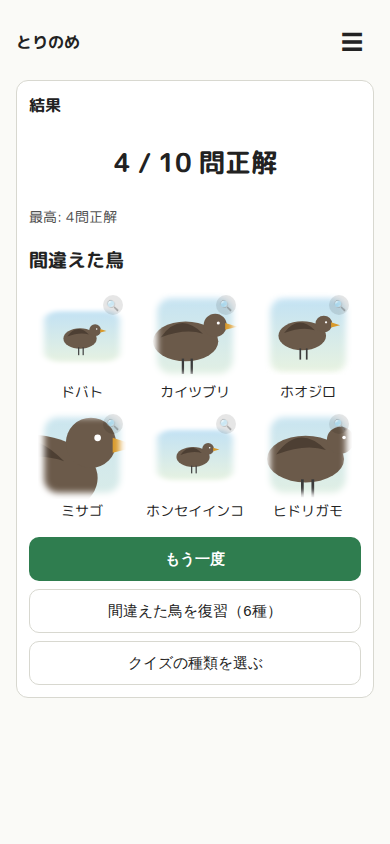 とりのめ
結果
4 / 10 問正解
最高: 4問正解
間違えた鳥
ドバト
カイツブリ
ホオジロ
ミサゴ
ホンセイインコ
ヒドリガモ
もう一度
間違えた鳥を復習（6種）
クイズの種類を選ぶ